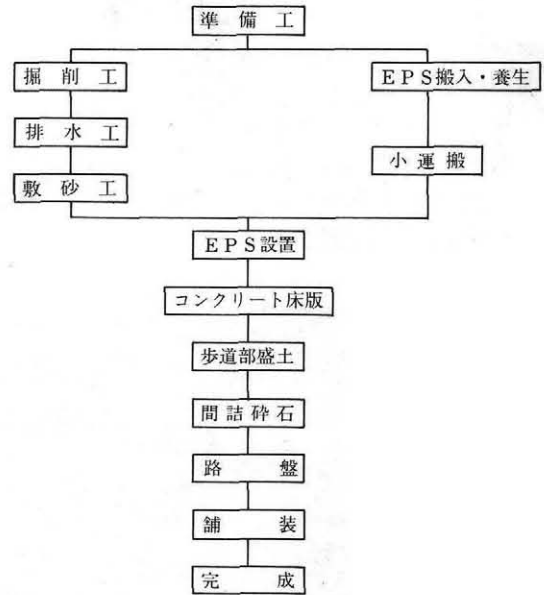 準備工
掘削工
EPS搬入・養生
排水工
小運搬
敷砂工
EPS設置
コンクリート床版
歩道部盛土
間詰砕石
路盤
舗装
完成